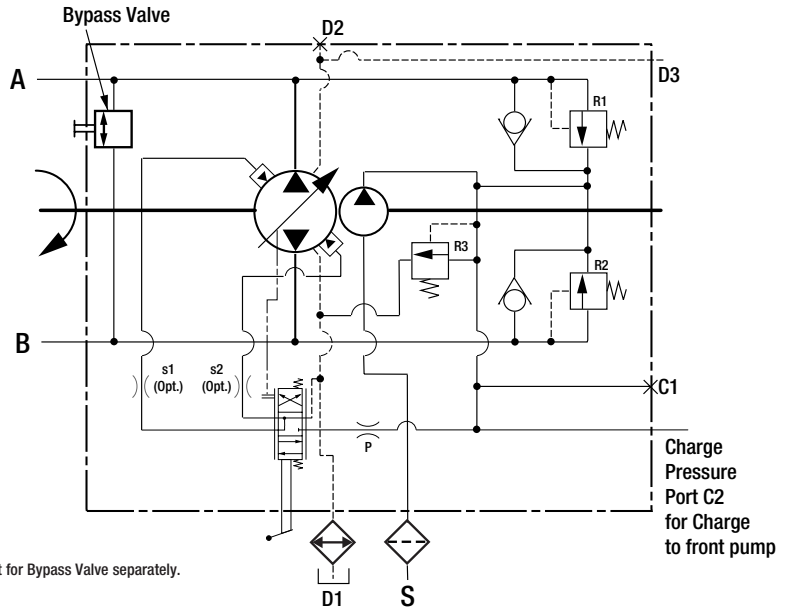 Bypass Valve
D2
A
D3
R1
R3
R2
B
s1
(Opt.)
s2
(Opt.)
C1
P
Charge
Pressure
Port C2
for Charge
to front pump
for Bypass Valve separately.
D1
S